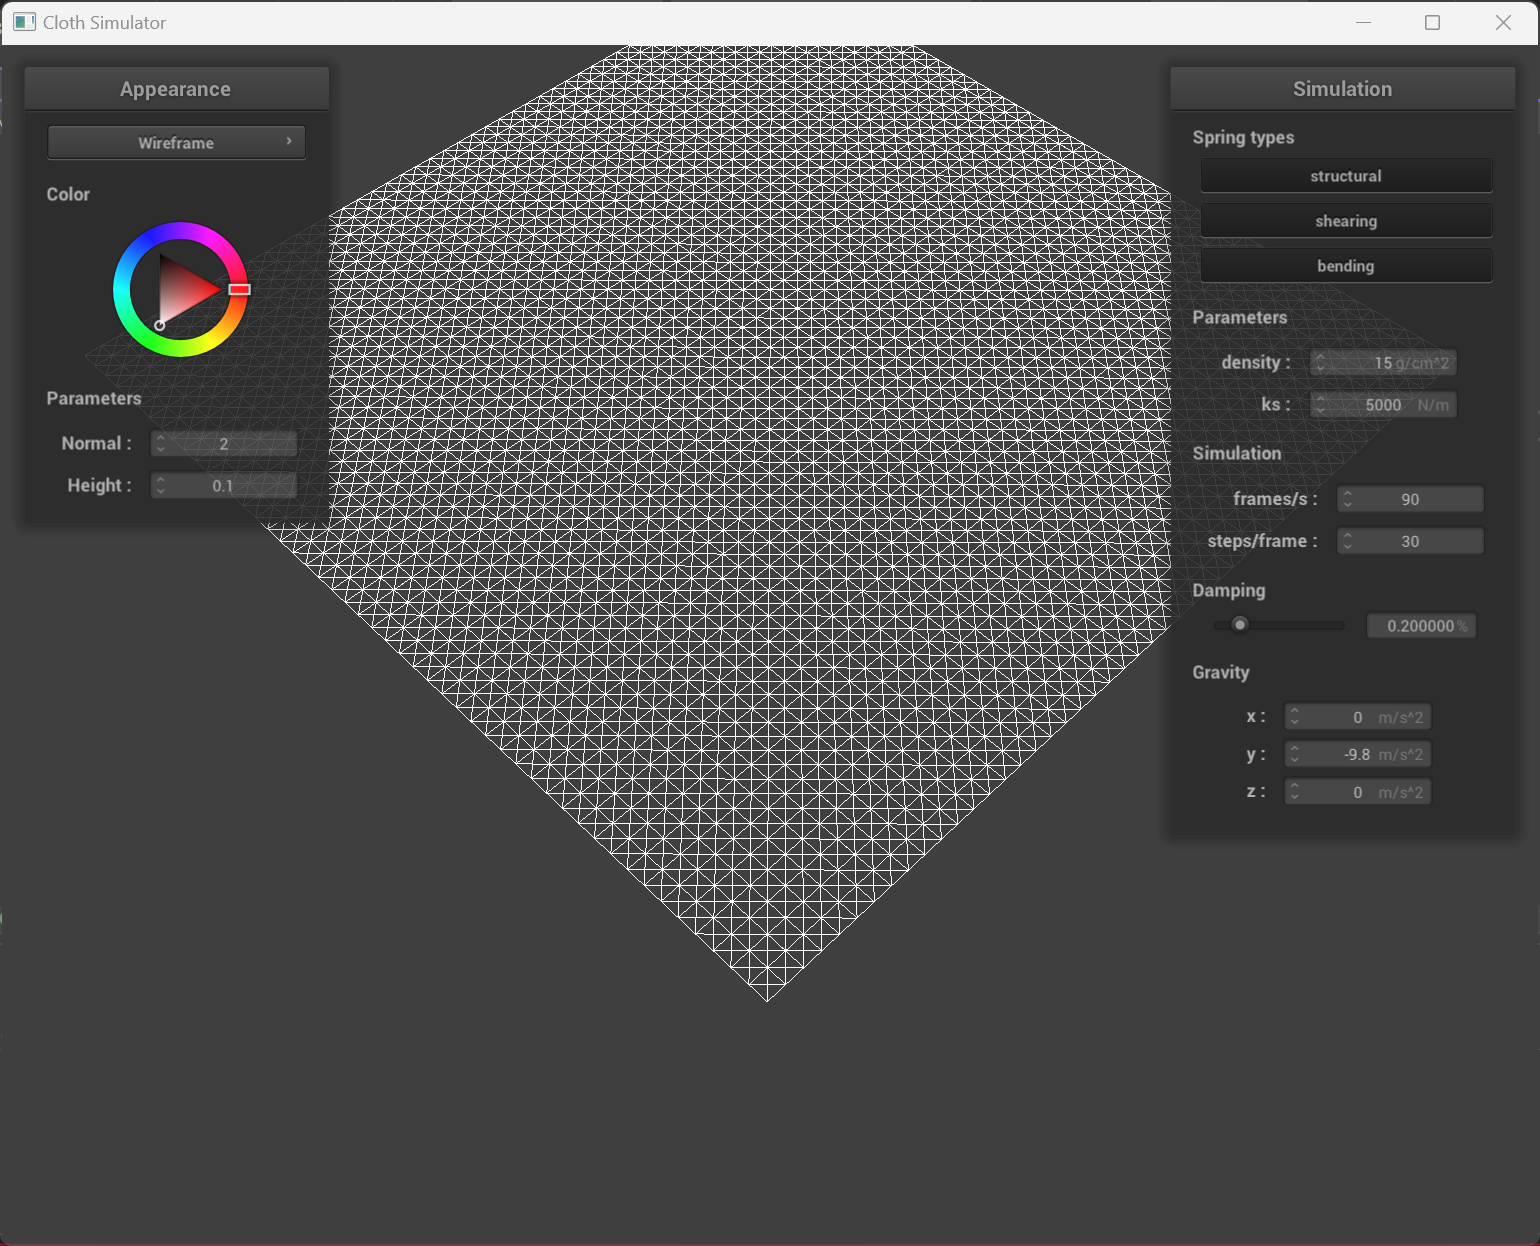 Cloth Simulator
Appearance
Wireframe
Color
Parameters
Normal : 2
Height : 0.1
Simulation
Spring types
structural
shearing
bending
Parameters
density : 15 g/cm^2
ks : 5000 N/m
Simulation
frames/s : 90
steps/frame : 30
Damping
0.200000 %
Gravity
x : 0 m/s^2
y : -9.8 m/s^2
z : 0 m/s^2